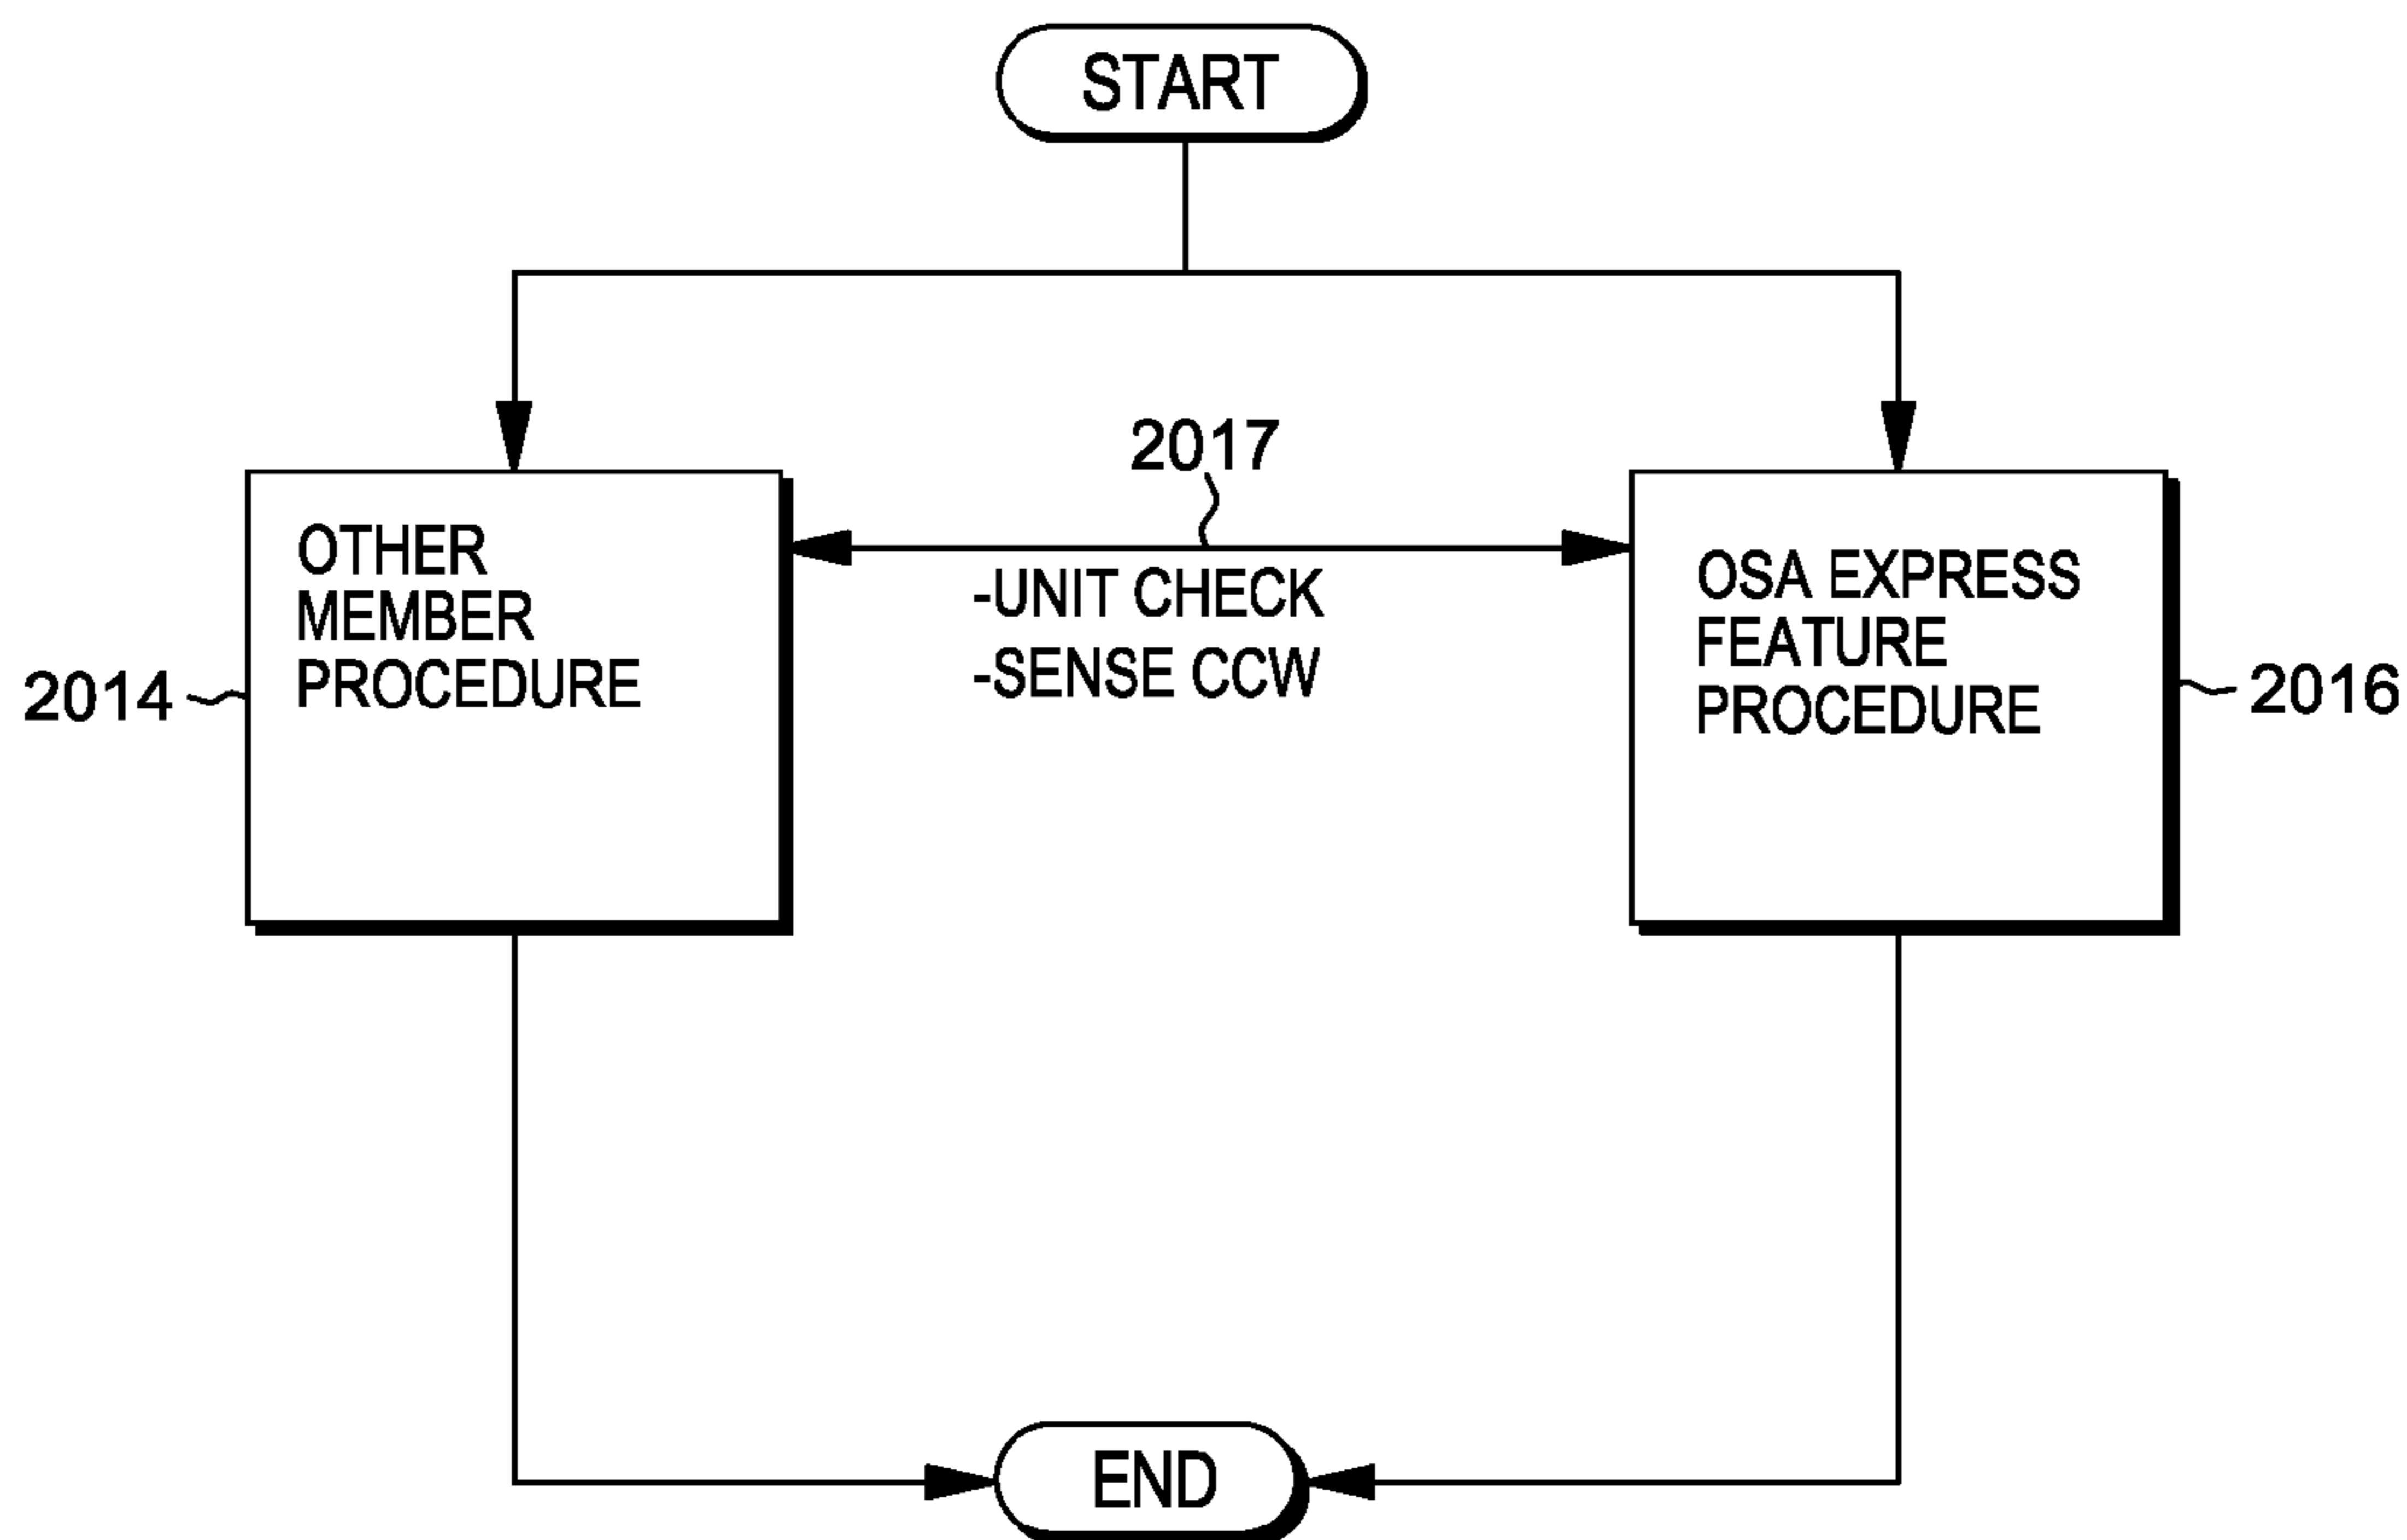 START
2017
OTHER
MEMBER
PROCEDURE
2014
-UNIT CHECK
-SENSE CCW
OSA EXPRESS
FEATURE
PROCEDURE
2016
END